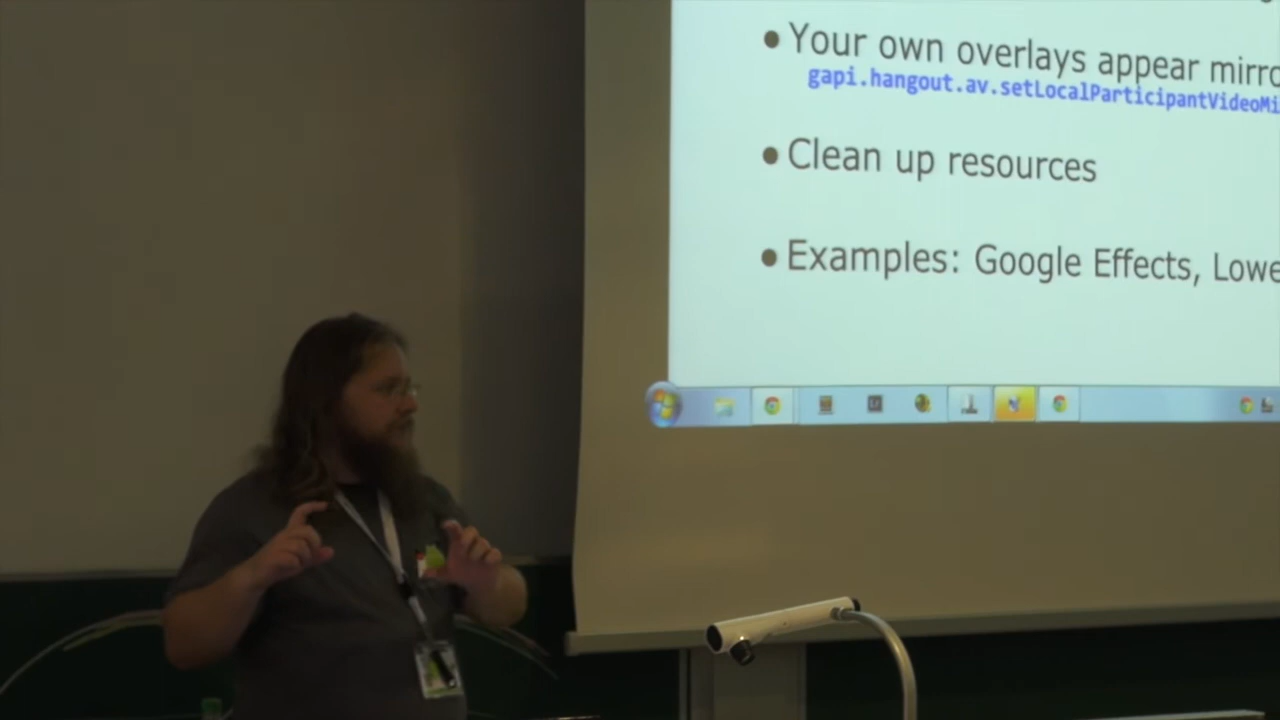 • Your own overlays appear mirro
gapi.hangout.av.setLocalParticipantVideoMi
• Clean up resources
• Examples: Google Effects, Lowe